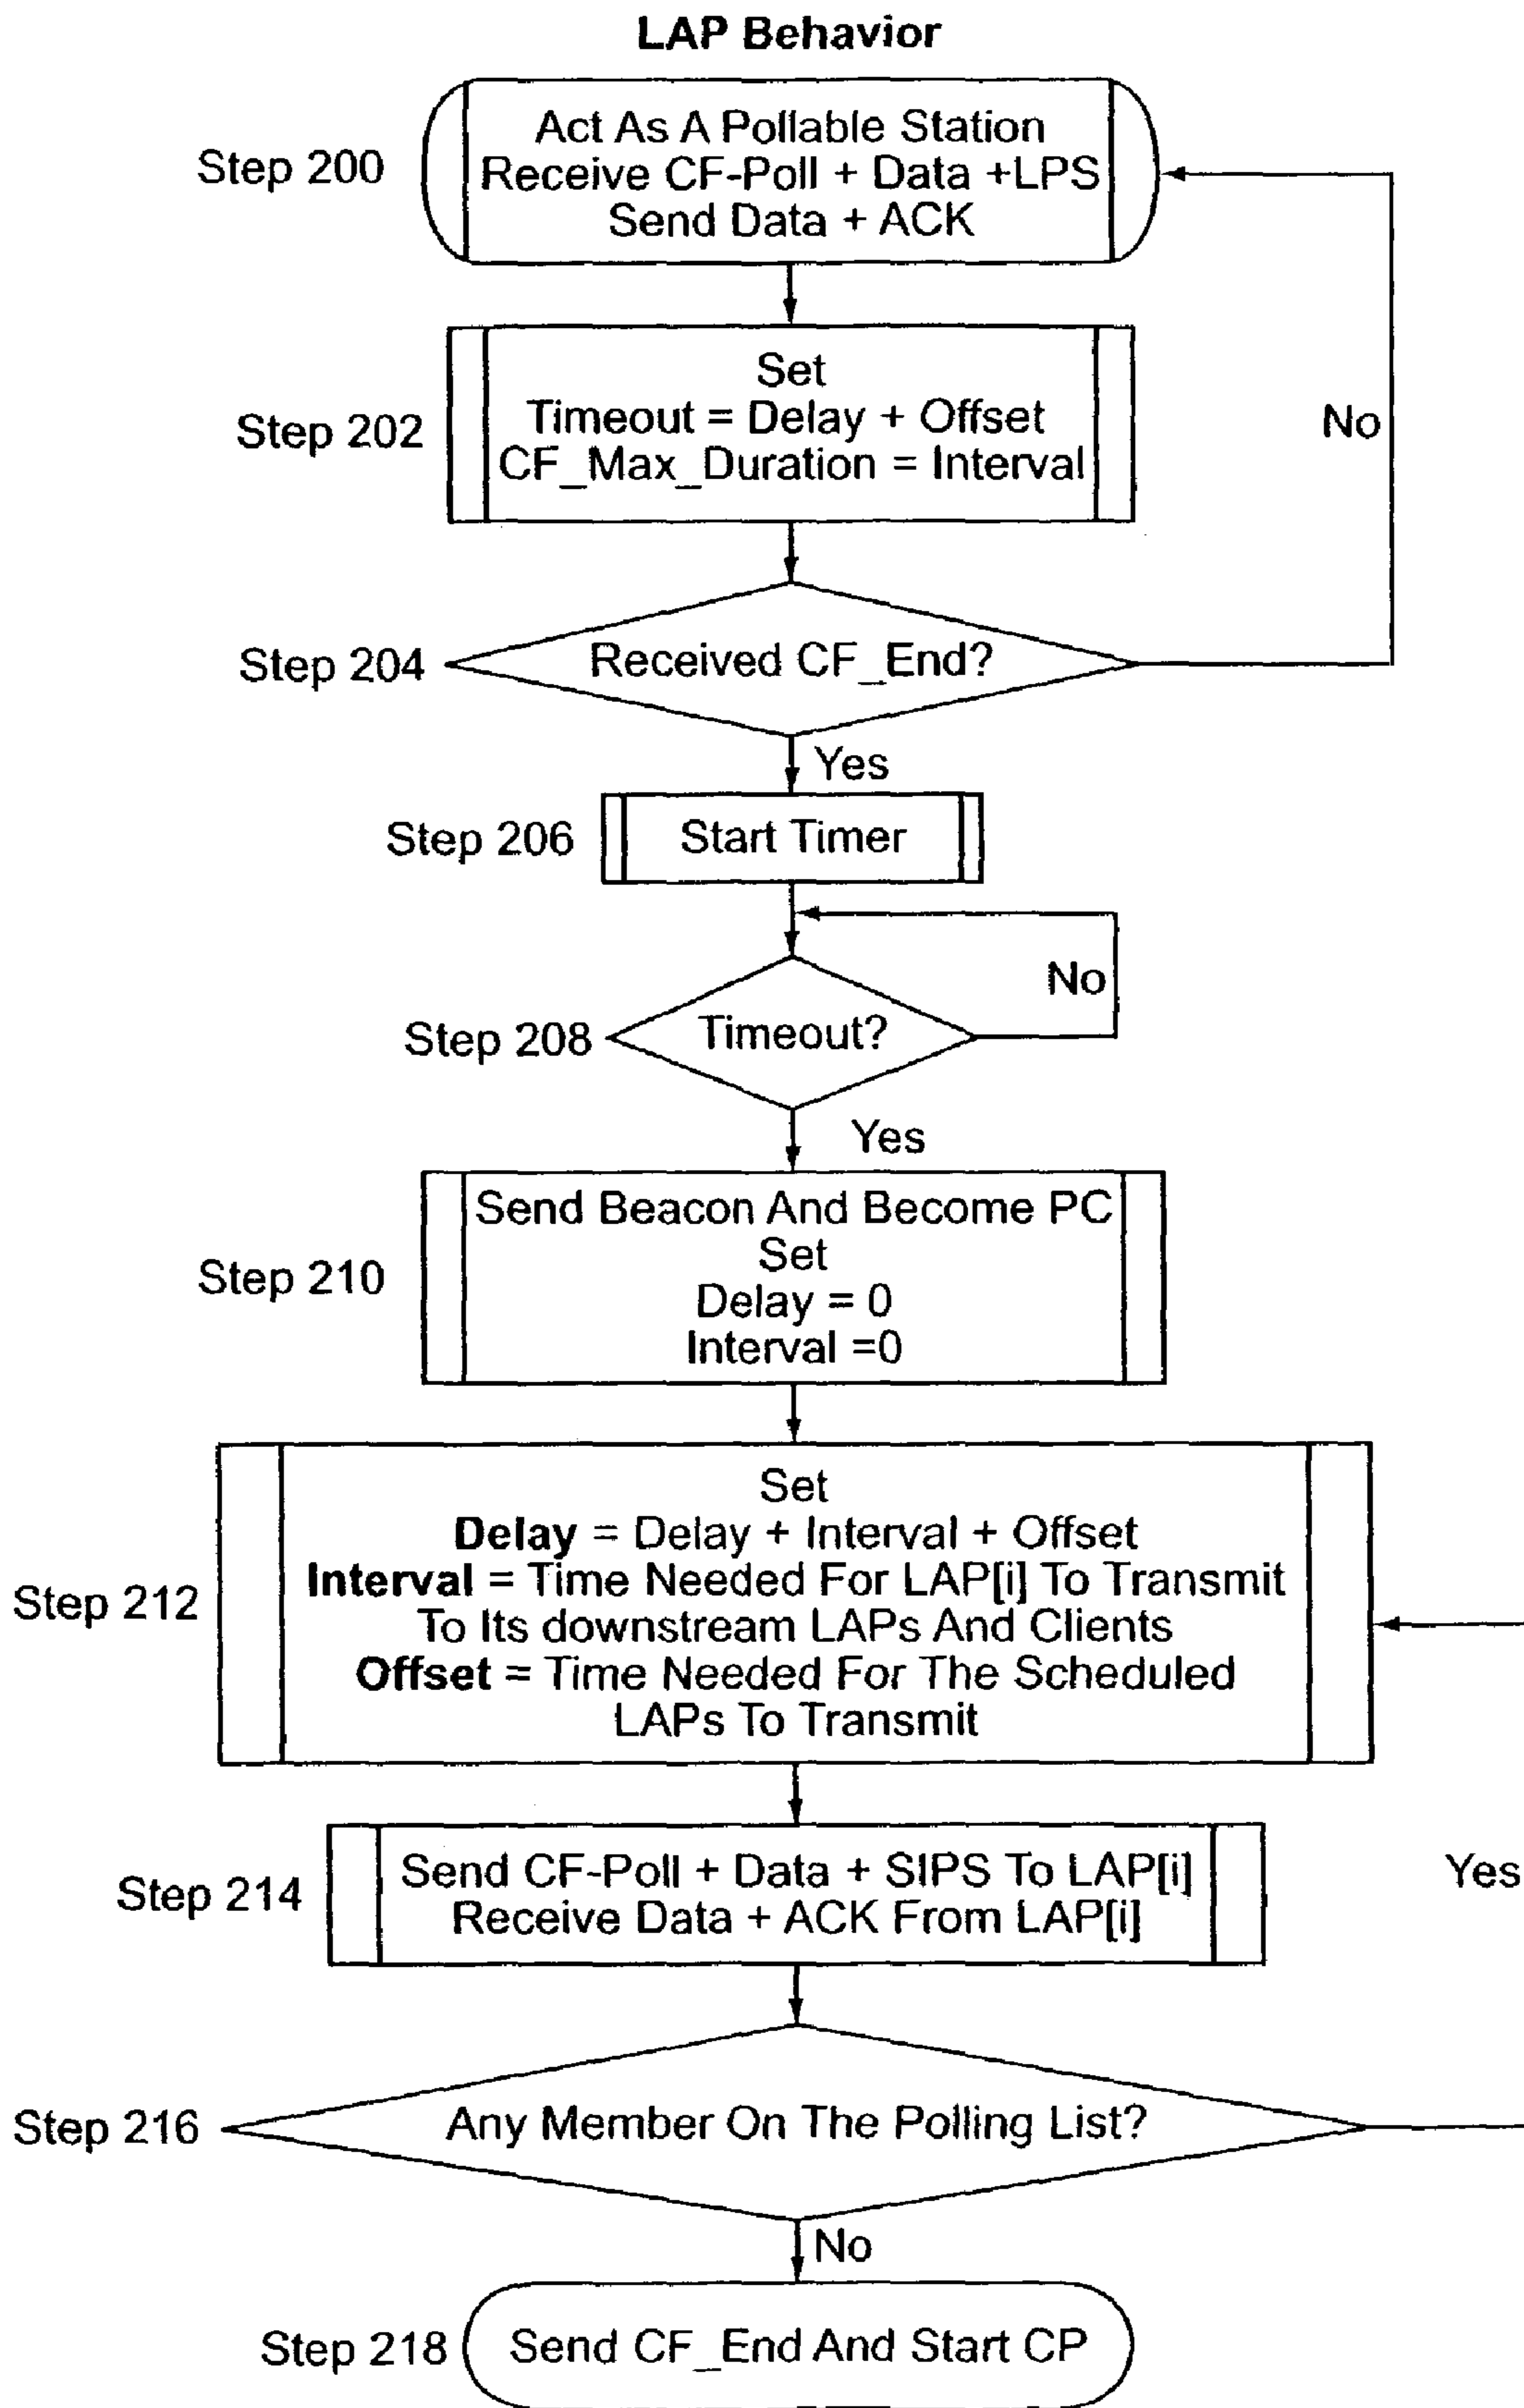 LAP Behavior
Step 200
Act As A Pollable Station
Receive CF-Poll + Data +LPS
Send Data + ACK
Step 202
Set
Timeout = Delay + Offset
CF_Max_Duration = Interval
No
Step 204
Received CF_End?
Yes
Step 206
Start Timer
No
Step 208
Timeout?
Yes
Step 210
Send Beacon And Become PC
Set
Delay = 0
Interval =0
Step 212
Set
Delay = Delay + Interval + Offset
Interval = Time Needed For LAP[i] To Transmit
To Its downstream LAPs And Clients
Offset = Time Needed For The Scheduled
LAPs To Transmit
Step 214
Send CF-Poll + Data + SIPS To LAP[i]
Receive Data + ACK From LAP[i]
Yes
Step 216
Any Member On The Polling List?
No
Step 218
Send CF_End And Start CP